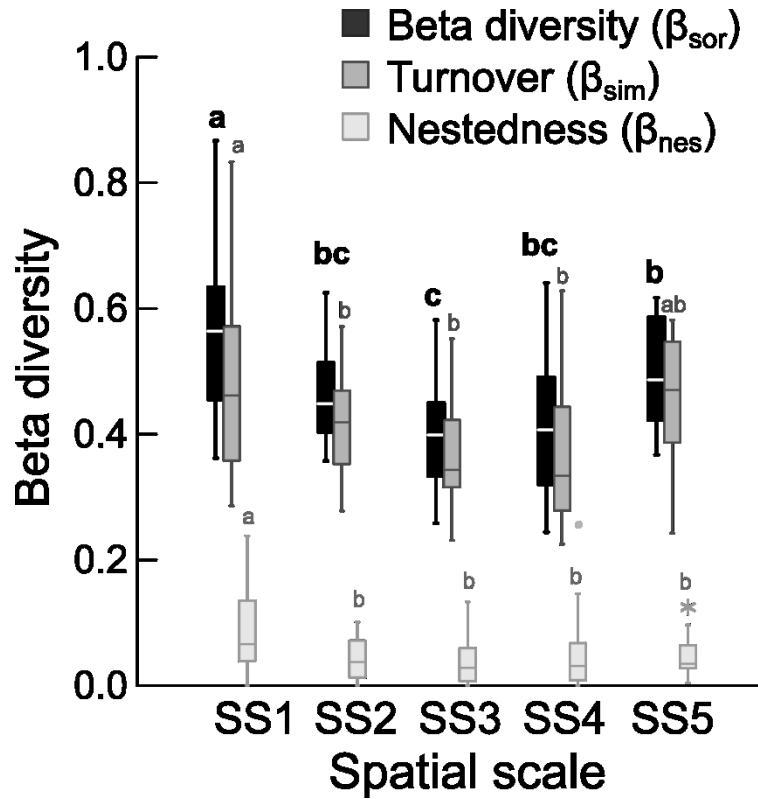 Beta diversity (βsor)
Turnover (βsim)
Nestedness (βnes)
Beta diversity
1.0
0.8
0.6
0.4
0.2
0.0
a
a
a
bc
b
b
c
b
b
bc
b
b
b
ab
b
*
SS1 SS2 SS3 SS4 SS5
Spatial scale